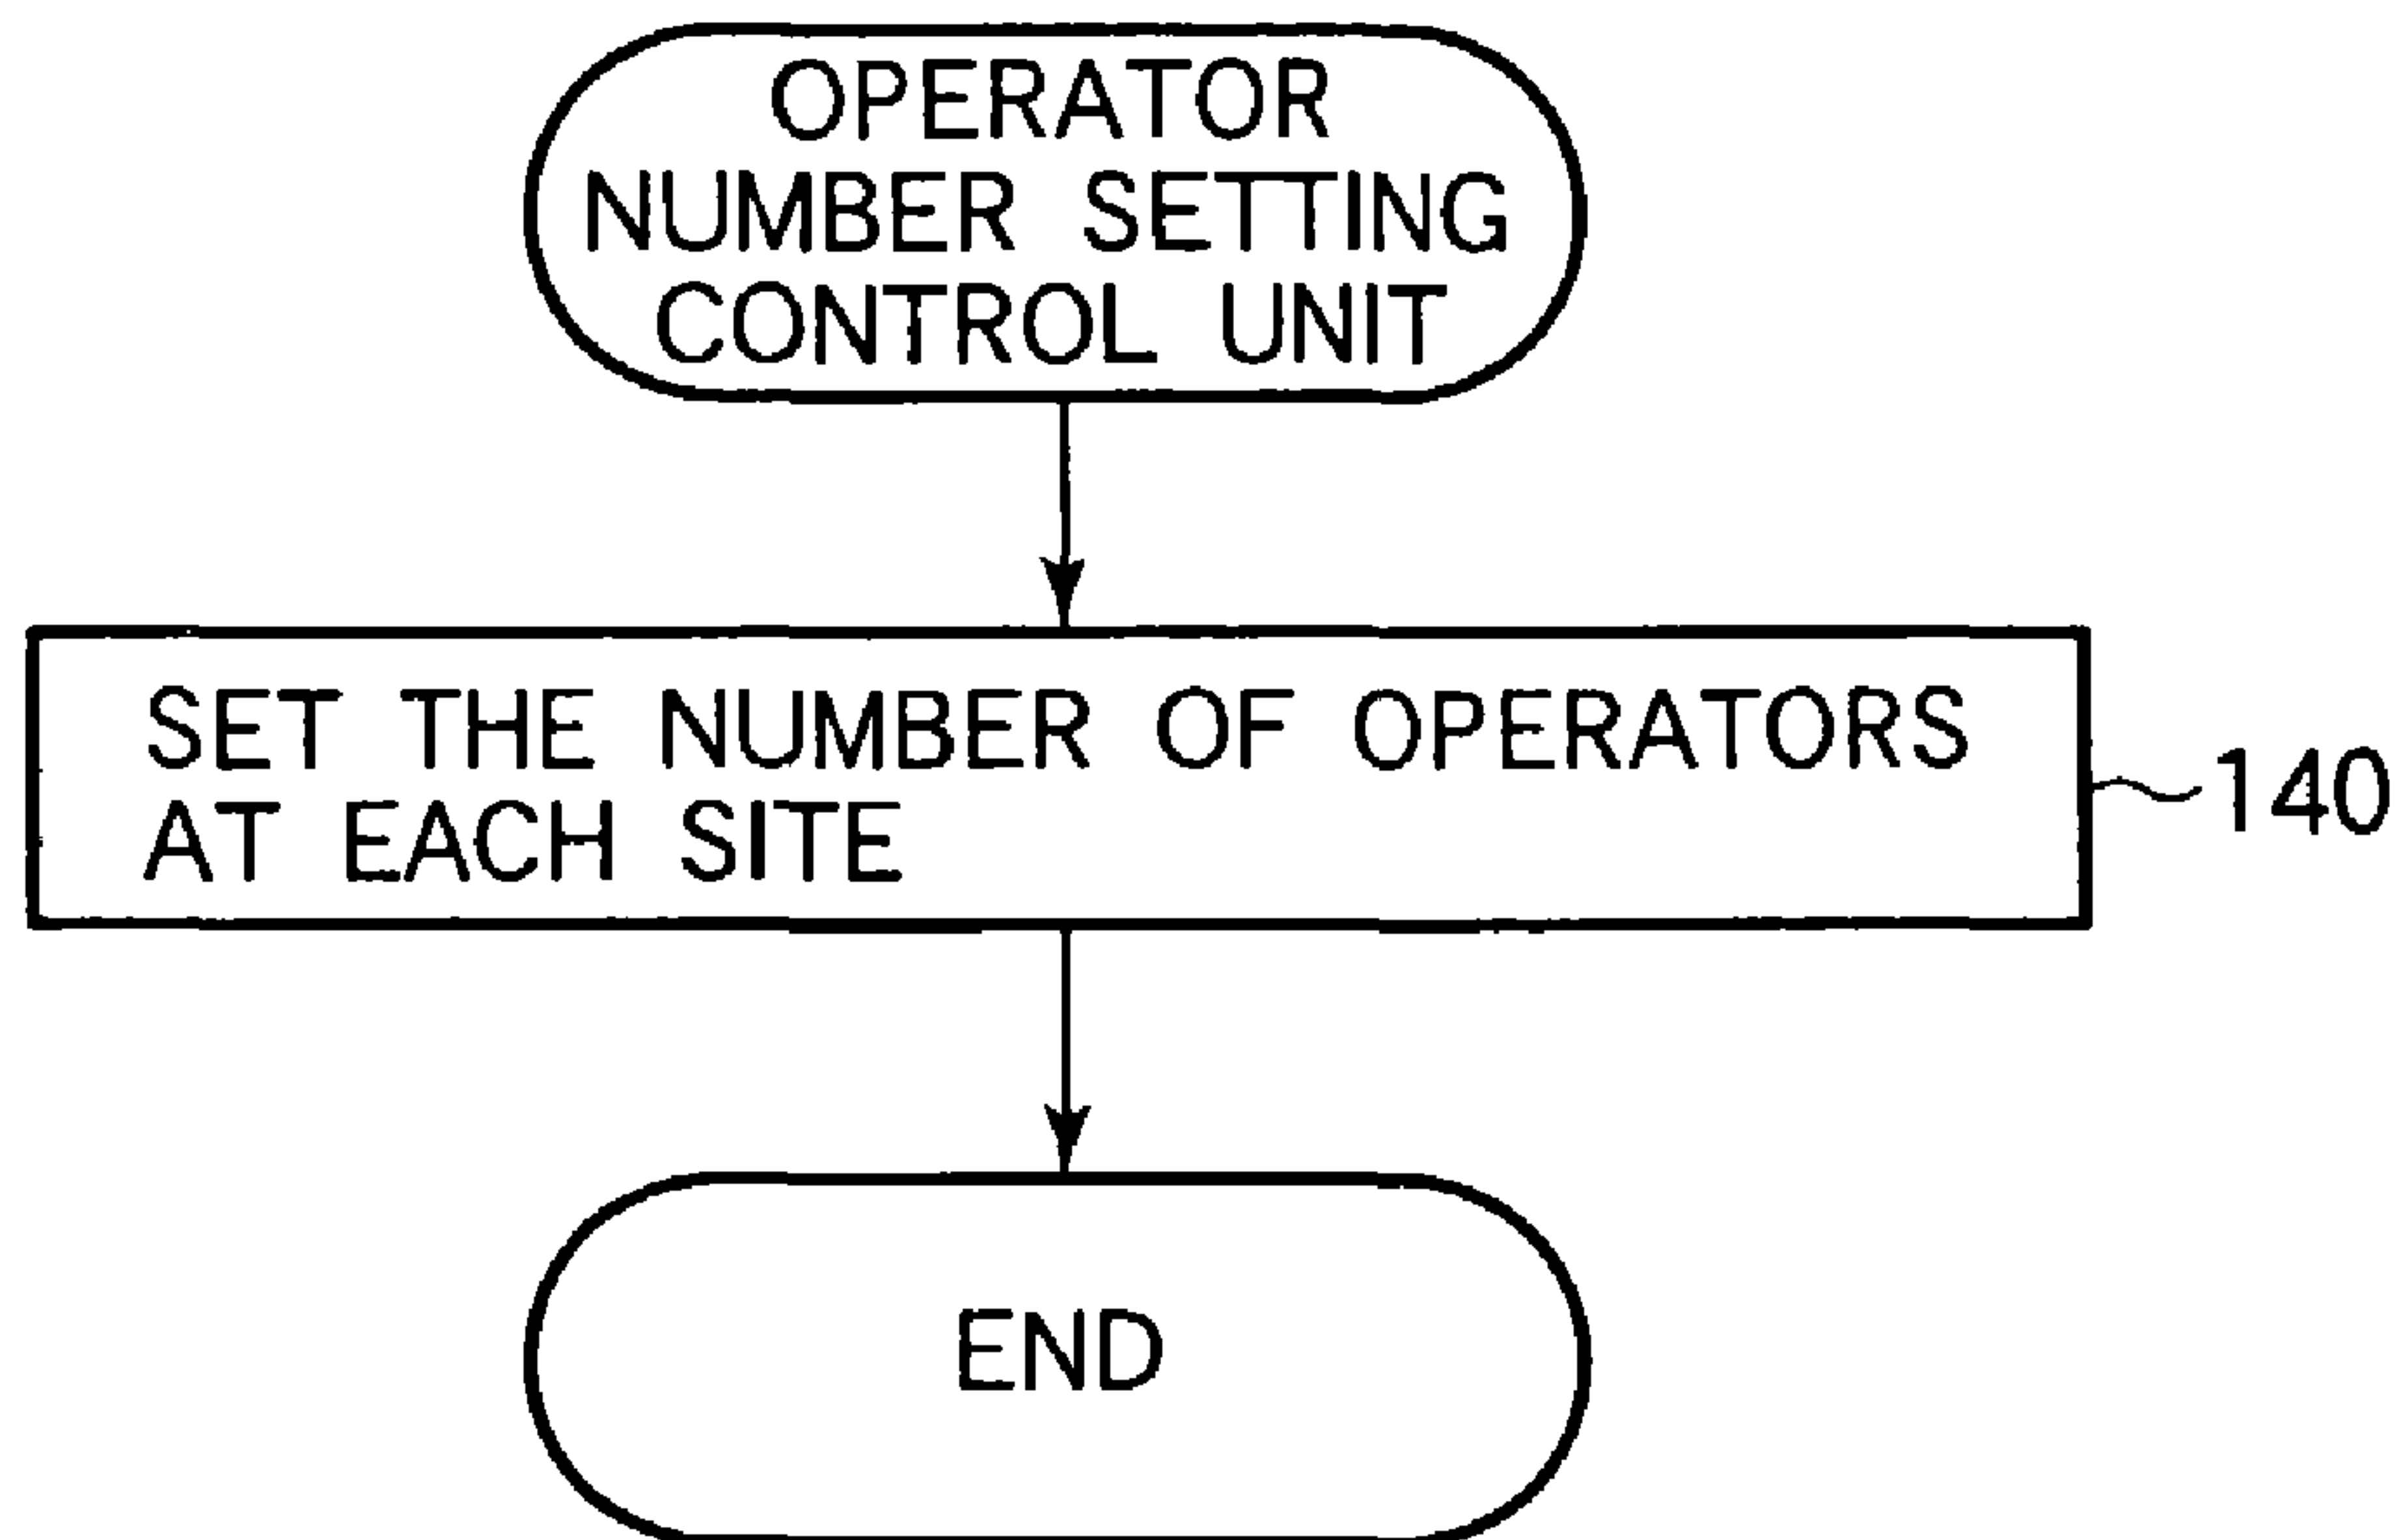 OPERATOR
NUMBER SETTING
CONTROL UNIT
SET THE NUMBER OF OPERATORS
AT EACH SITE
140
END